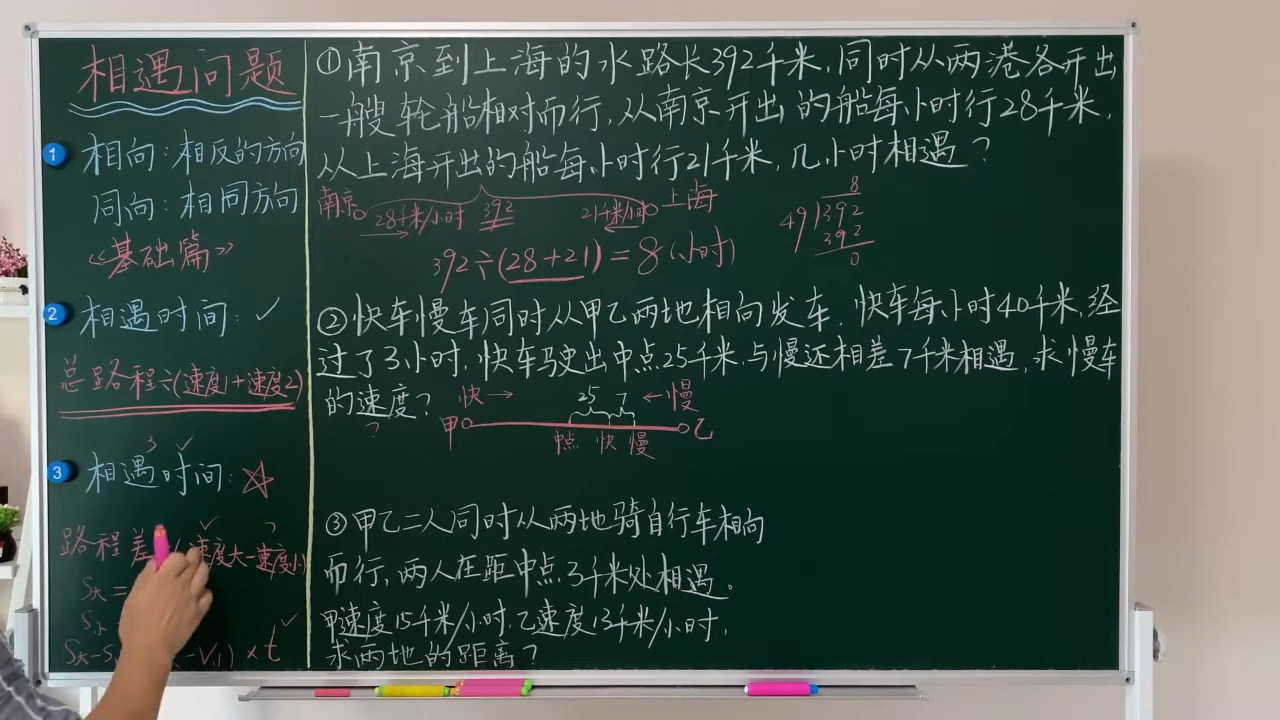 相遇问题
1 相向：相反的方向
同向：相同方向
《基础篇》
2 相遇时间：✓
总路程÷(速度1+速度2)
3 ✓
3 相遇时间：☆
✓ ?
路程差 (速度大-速度小)
S大=
✓
×t
①南京到上海的水路长392千米，同时从两港各开出
一艘轮船相对而行，从南京开出的船每小时行28千米，
从上海开出的船每小时行21千米，几小时相遇？
南京 28千米/小时 392 21千米/小时 上海
392÷(28+21)=8(小时)
8
49 392
392
0
②快车慢车同时从甲乙两地相向发车，快车每小时40千米，经
过了3小时，快车驶出中点25千米，与慢还相差7千米相遇，求慢车
的速度？
?
快→ 25 7 ←慢
甲 乙
中点 快 慢
③甲乙二人同时从两地骑自行车相向
而行，两人在距中点3千米处相遇。
甲速度15千米/小时，乙速度13千米/小时，
求两地的距离？